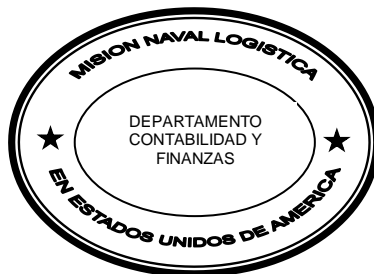 MISION NAVAL LOGISTICA
DEPARTAMENTO
CONTABILIDAD Y
FINANZAS
EN ESTADOS UNIDOS DE AMERICA